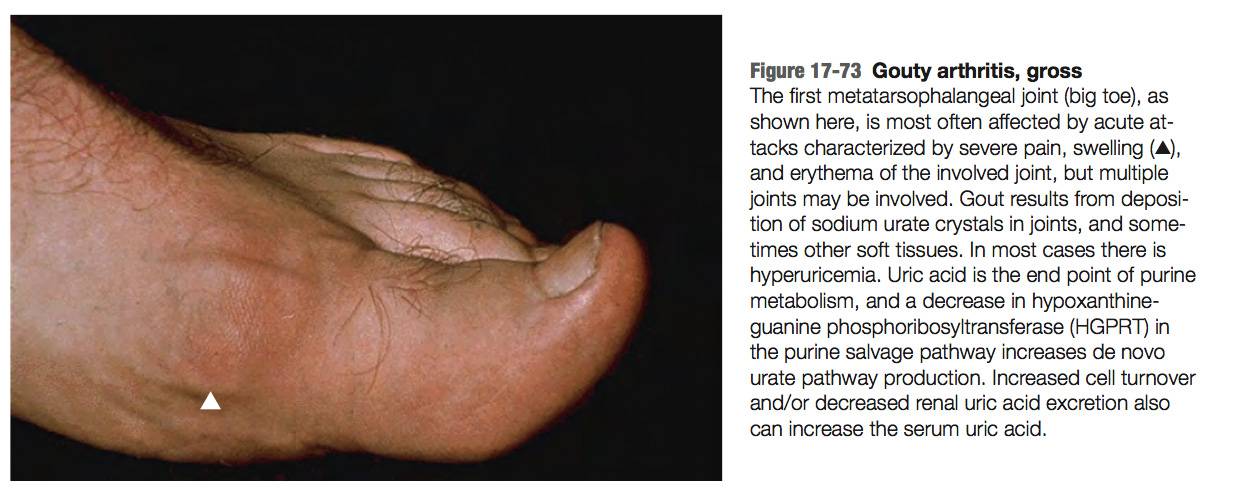 Figure 17-73 Gouty arthritis, gross
The first metatarsophalangeal joint (big toe), as
shown here, is most often affected by acute at-
tacks characterized by severe pain, swelling (▲),
and erythema of the involved joint, but multiple
joints may be involved. Gout results from deposi-
tion of sodium urate crystals in joints, and some-
times other soft tissues. In most cases there is
hyperuricemia. Uric acid is the end point of purine
metabolism, and a decrease in hypoxanthine-
guanine phosphoribosyltransferase (HGPRT) in
the purine salvage pathway increases de novo
urate pathway production. Increased cell turnover
and/or decreased renal uric acid excretion also
can increase the serum uric acid.